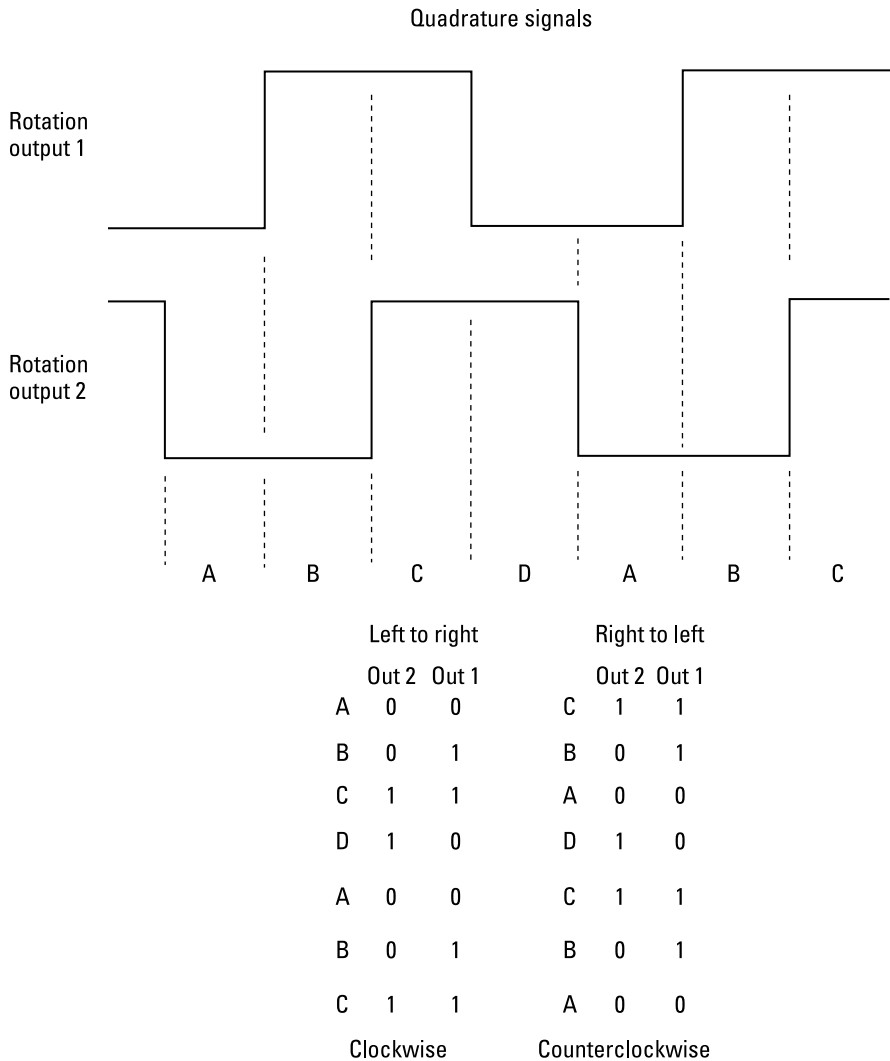 Quadrature signals
Rotation
output 1
Rotation
output 2
A B C D A B C
Left to right Right to left
Out 2 Out 1 Out 2 Out 1
A 0 0 C 1 1
B 0 1 B 0 1
C 1 1 A 0 0
D 1 0 D 1 0
A 0 0 C 1 1
B 0 1 B 0 1
C 1 1 A 0 0
Clockwise Counterclockwise